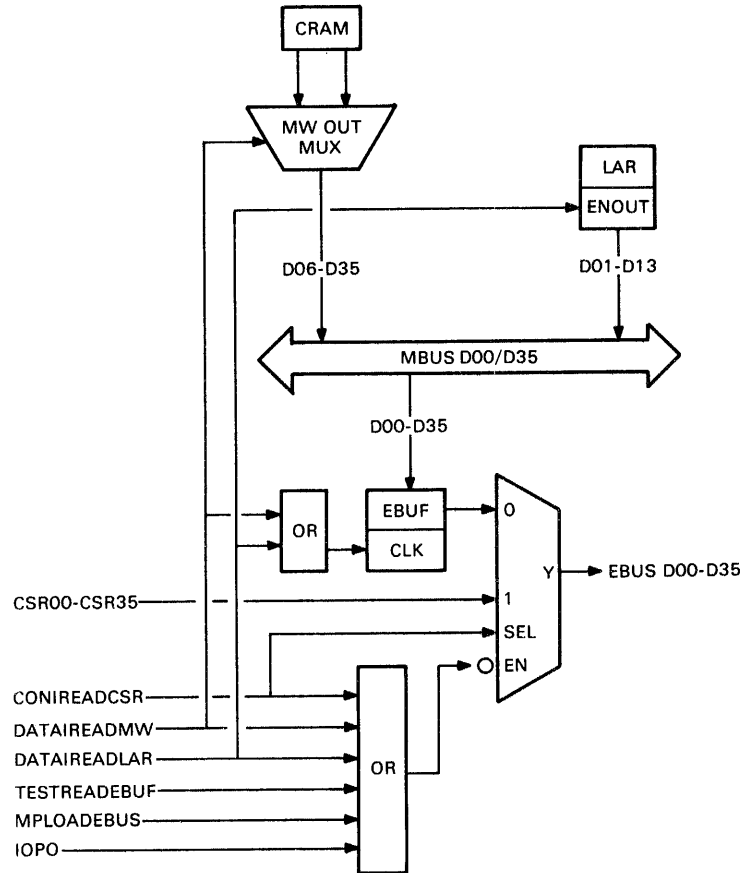 CRAM
MW OUT
MUX
LAR
ENOUT
D06-D35
D01-D13
MBUS D00/D35
D00-D35
OR
EBUF
CLK
0
Y
EBUS D00-D35
CSR00-CSR35
1
SEL
EN
CONIREADCSR
DATAIREADMW
DATAIREADLAR
OR
TESTREADEBUF
MPLOADEBUS
IOPO